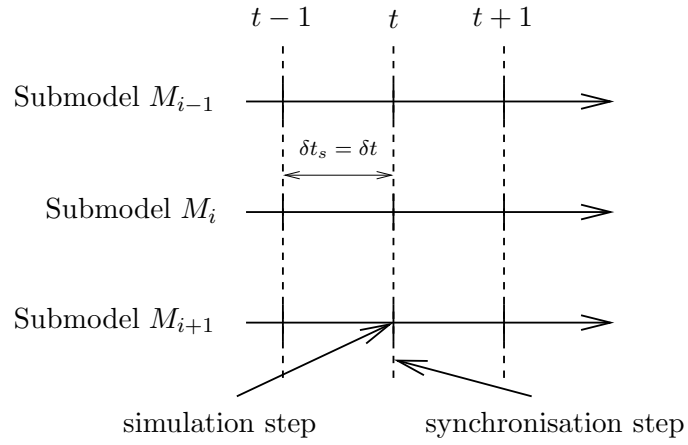 t − 1 t t + 1
Submodel M_{i−1}
δt_s = δt
Submodel M_i
Submodel M_{i+1}
simulation step synchronisation step